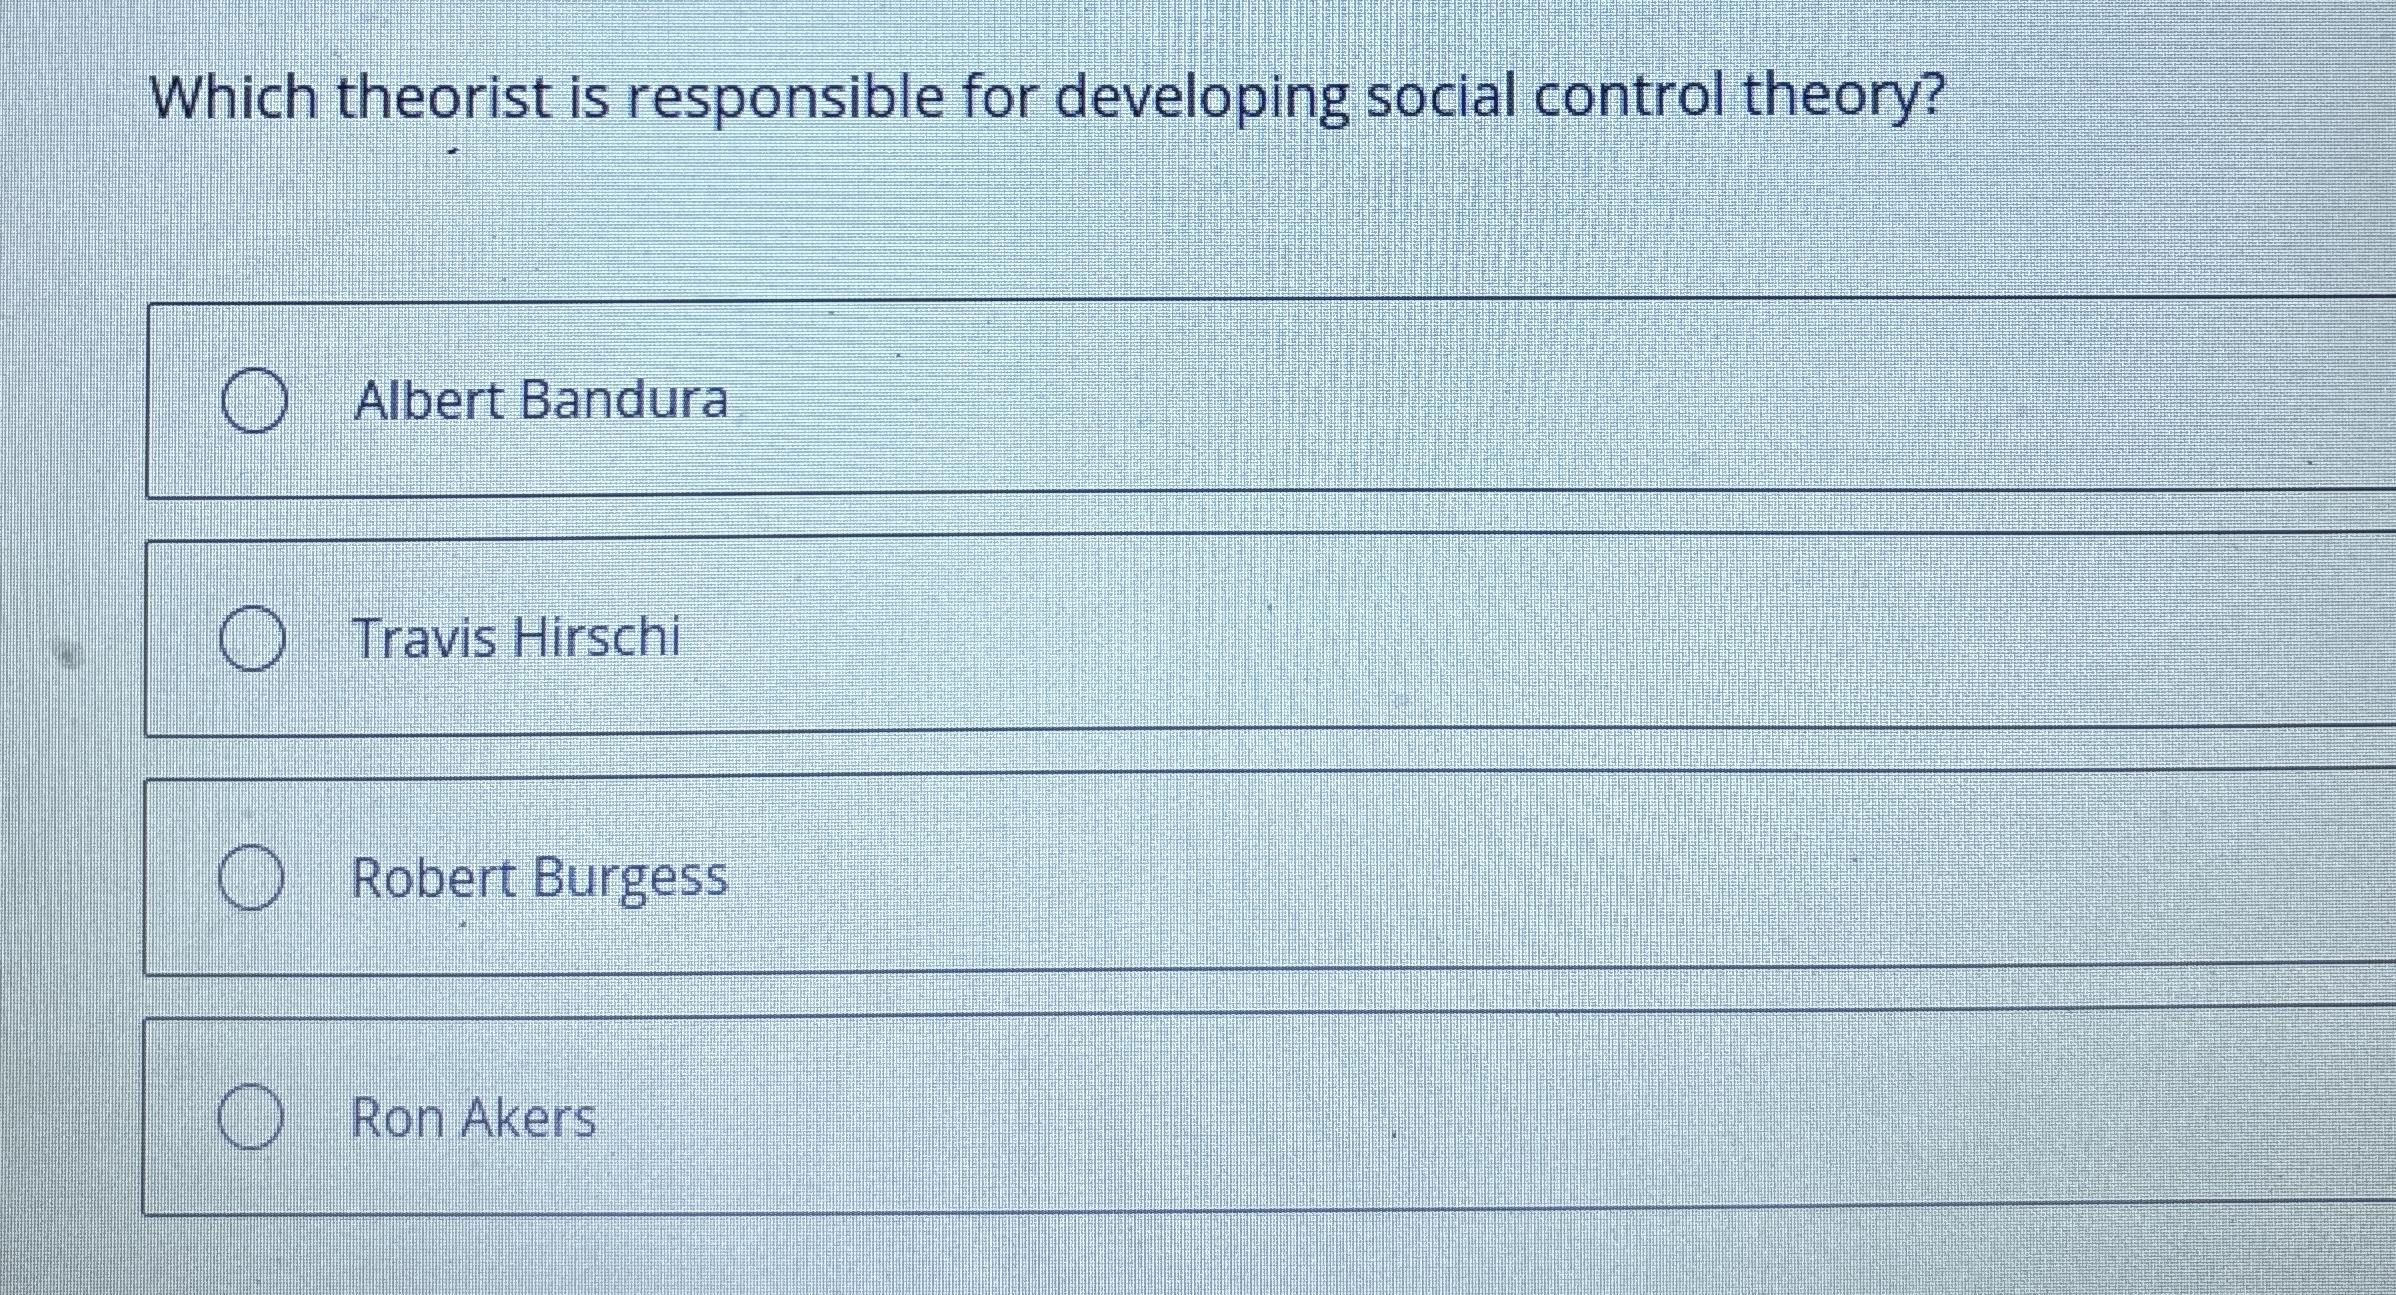 Which theorist is responsible for developing social control theory?
Albert Bandura
Travis Hirschi
Robert Burgess
Ron Akers